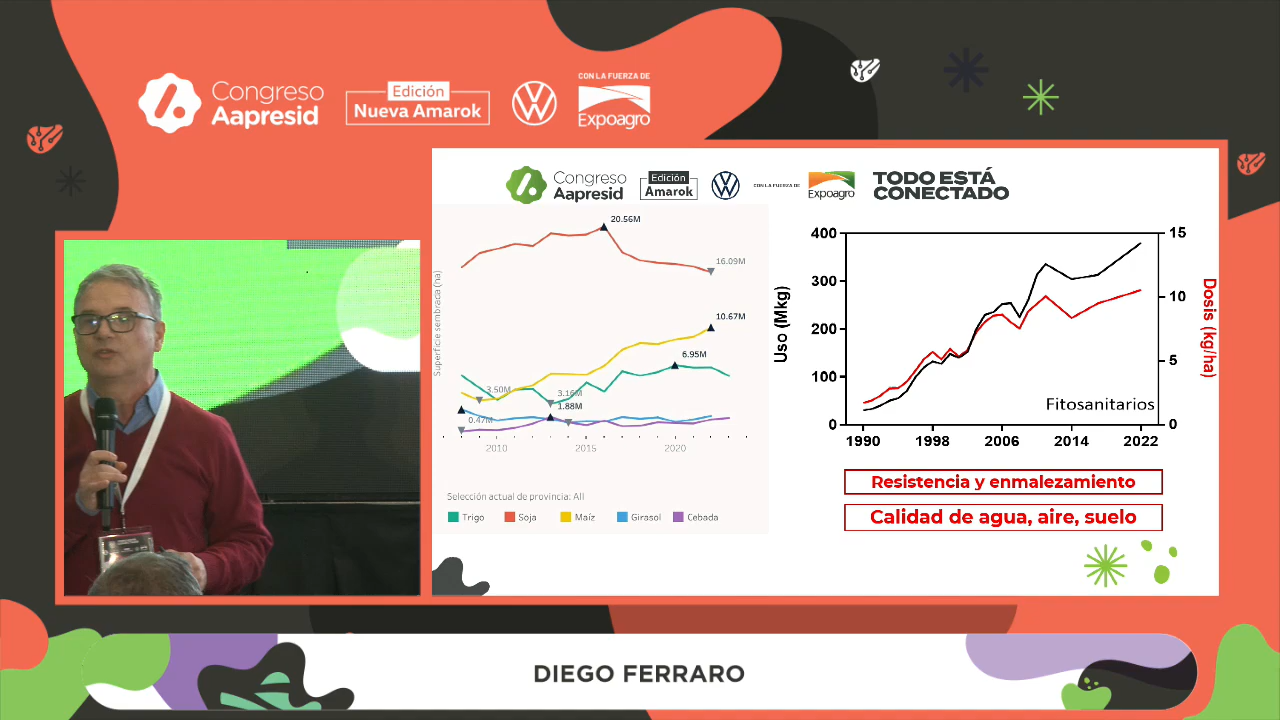 Congreso
Aapresid
Edición
Nueva Amarok
CON LA FUERZA DE
Expoagro
Congreso
Aapresid
Edición
Amarok
CON LA FUERZA DE
Expoagro
TODO ESTÁ
CONECTADO
Superficie sembrada (ha)
20.56M
16.09M
10.67M
6.95M
3.50M
3.16M
1.88M
0.47M
2010
2015
2020
Selección actual de provincia: All
Trigo
Soja
Maíz
Girasol
Cebada
Uso (Mkg)
400
300
200
100
0
15
10
5
0
Dosis (kg/ha)
Fitosanitarios
1990
1998
2006
2014
2022
Resistencia y enmalezamiento
Calidad de agua, aire, suelo
DIEGO FERRARO